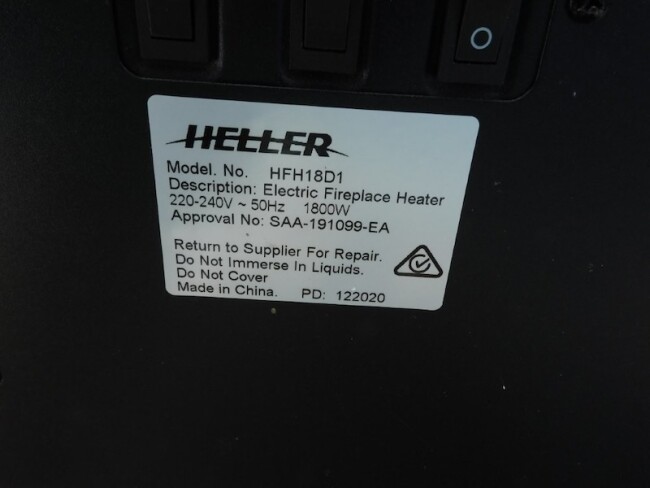 HELLER
Model. No. HFH18D1
Description: Electric Fireplace Heater
220-240V ~ 50Hz 1800W
Approval No: SAA-191099-EA
Return to Supplier For Repair.
Do Not Immerse In Liquids.
Do Not Cover
Made in China. PD: 122020